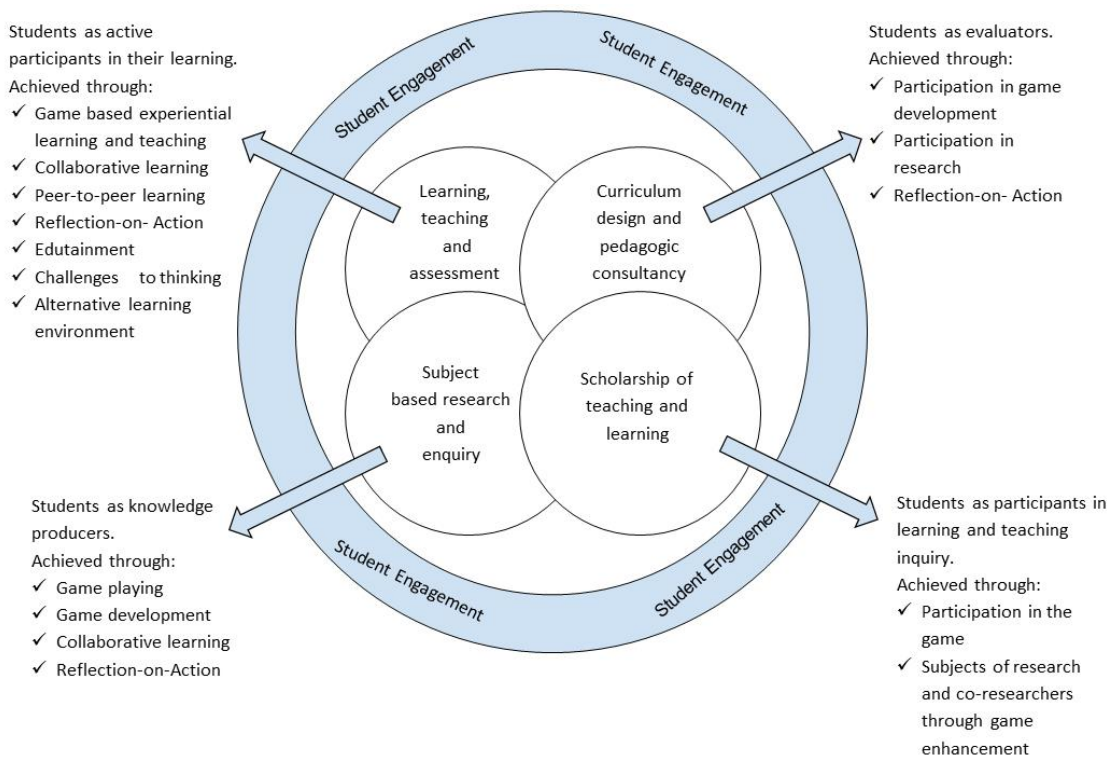 Students as active
participants in their learning.
Achieved through:
✓ Game based experiential
learning and teaching
✓ Collaborative learning
✓ Peer-to-peer learning
✓ Reflection-on- Action
✓ Edutainment
✓ Challenges to thinking
✓ Alternative learning
environment
Student Engagement
Student Engagement
Students as evaluators.
Achieved through:
✓ Participation in game
development
✓ Participation in
research
✓ Reflection-on- Action
Learning,
teaching
and
assessment
Curriculum
design and
pedagogic
consultancy
Subject
based research
and
enquiry
Scholarship of
teaching and
learning
Students as knowledge
producers.
Achieved through:
✓ Game playing
✓ Game development
✓ Collaborative learning
✓ Reflection-on-Action
Student Engagement
Student Engagement
Students as participants in
learning and teaching
inquiry.
Achieved through:
✓ Participation in the
game
✓ Subjects of research
and co-researchers
through game
enhancement